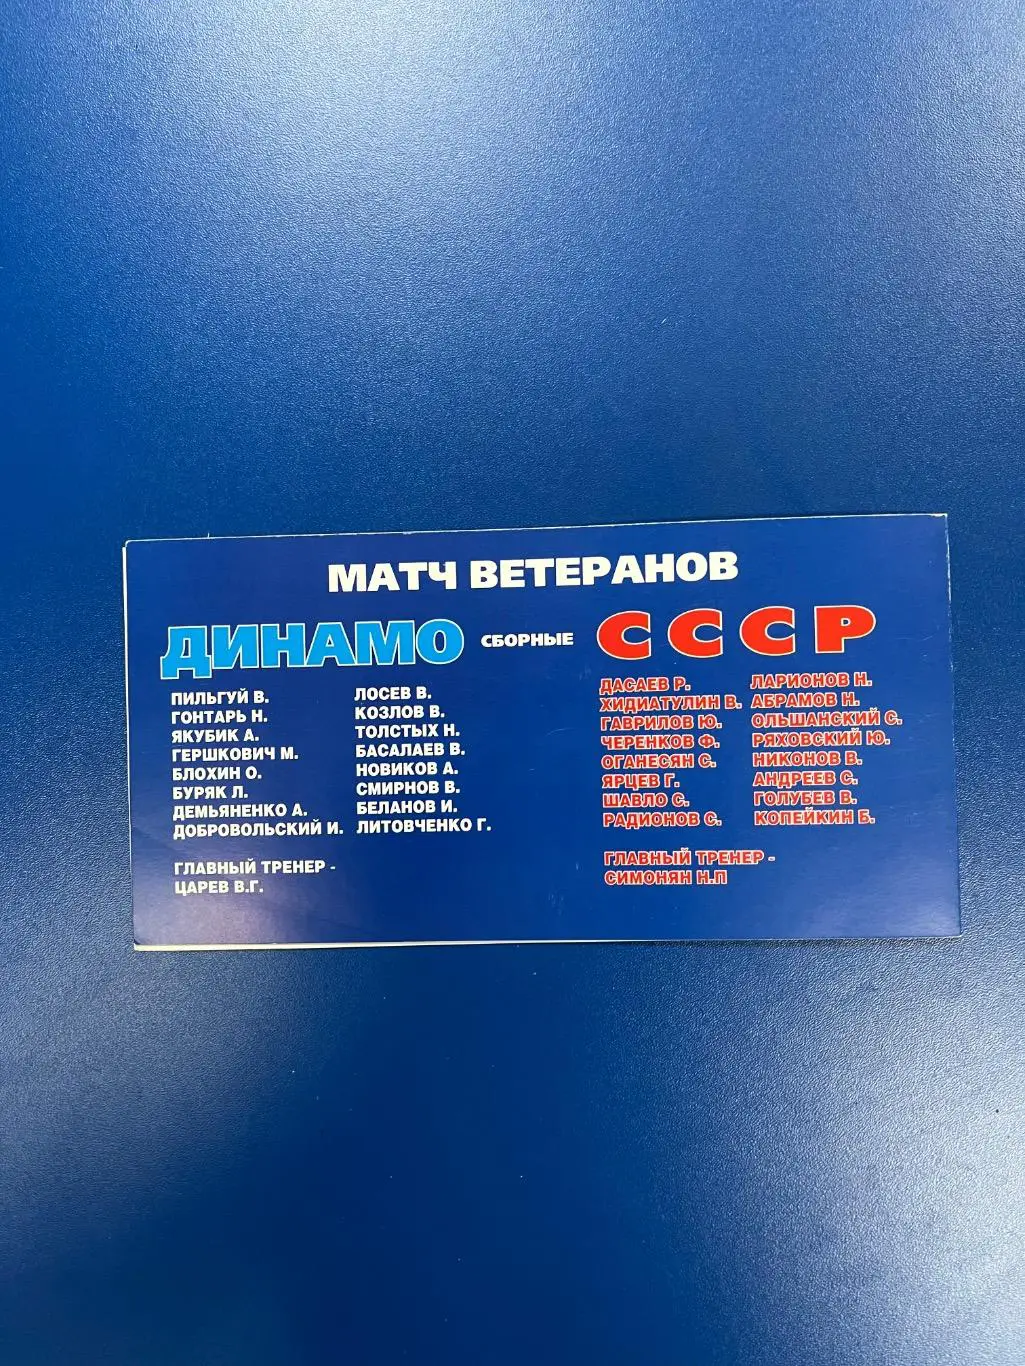 МАТЧ ВЕТЕРАНОВ
ДИНАМО СБОРНЫЕ СССР
ПИЛЬГУЙ В.
ГОНТАРЬ Н.
ЯКУБИК А.
ГЕРШКОВИЧ М.
БЛОХИН О.
БУРЯК Л.
ДЕМЬЯНЕНКО А.
ДОБРОВОЛЬСКИЙ И.
ЛОСЕВ В.
КОЗЛОВ В.
ТОЛСТЫХ Н.
БАСАЛАЕВ В.
НОВИКОВ А.
СМИРНОВ В.
БЕЛАНОВ И.
ЛИТОВЧЕНКО Г.
ГЛАВНЫЙ ТРЕНЕР -
ЦАРЕВ В.Г.
ДАСАЕВ Р.
ХИДИАТУЛИН В.
ГАВРИЛОВ Ю.
ЧЕРЕНКОВ Ф.
ОГАНЕСЯН С.
ЯРЦЕВ Г.
ШАВЛО С.
РАДИОНОВ С.
ЛАРИОНОВ Н.
АБРАМОВ Н.
ОЛЬШАНСКИЙ С.
РЯХОВСКИЙ Ю.
НИКОНОВ В.
АНДРЕЕВ С.
ГОЛУБЕВ В.
КОПЕЙКИН Б.
ГЛАВНЫЙ ТРЕНЕР -
СИМОНЯН Н.П